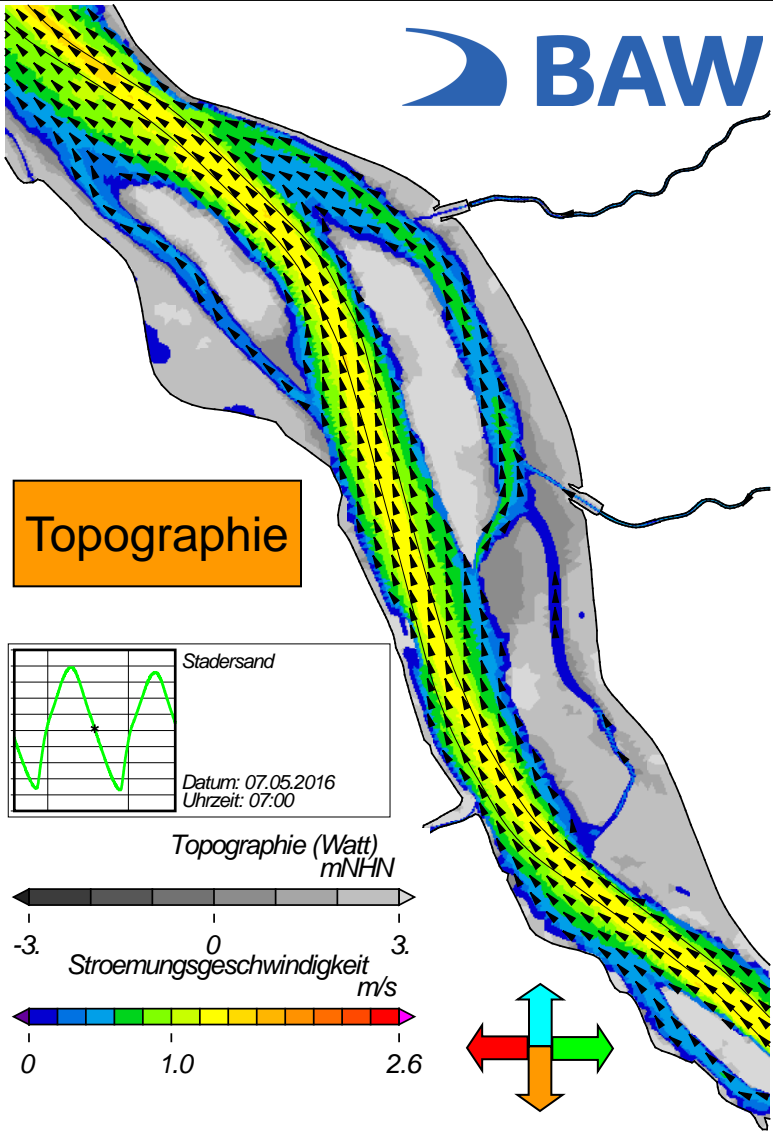 BAW
Topographie
Stadersand
Datum: 07.05.2016
Uhrzeit: 07:00
Topographie (Watt)
mNHN
-3. 0 3.
Stroemungsgeschwindigkeit
m/s
0 1.0 2.6